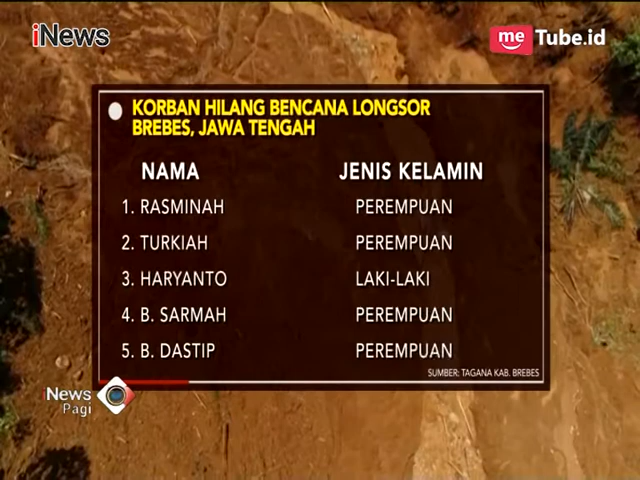 iNews
me Tube.id
KORBAN HILANG BENCANA LONGSOR
BREBES, JAWA TENGAH
NAMA JENIS KELAMIN
1. RASMINAH PEREMPUAN
2. TURKIAH PEREMPUAN
3. HARYANTO LAKI-LAKI
4. B. SARMAH PEREMPUAN
5. B. DASTIP PEREMPUAN
SUMBER: TAGANA KAB. BREBES
iNews
Pagi